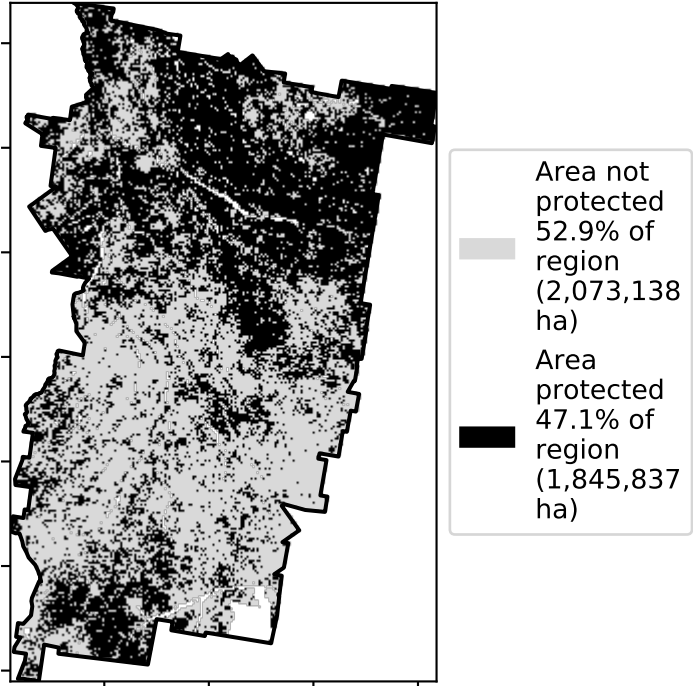 Area not
protected
52.9% of
region
(2,073,138
ha)
Area
protected
47.1% of
region
(1,845,837
ha)